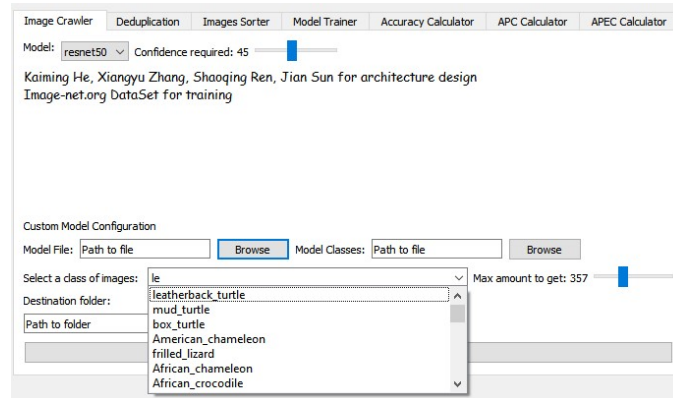 Image Crawler Deduplication Images Sorter Model Trainer Accuracy Calculator APC Calculator APEC Calculator
Model: resnet50 Confidence required: 45
Kaiming He, Xiangyu Zhang, Shaoqing Ren, Jian Sun for architecture design
Image-net.org DataSet for training
Custom Model Configuration
Model File: Path to file Browse Model Classes: Path to file Browse
Select a class of images: le Max amount to get: 357
Destination folder:
leatherback_turtle
mud_turtle
Path to folder
box_turtle
American_chameleon
frilled_lizard
African_chameleon
African_crocodile